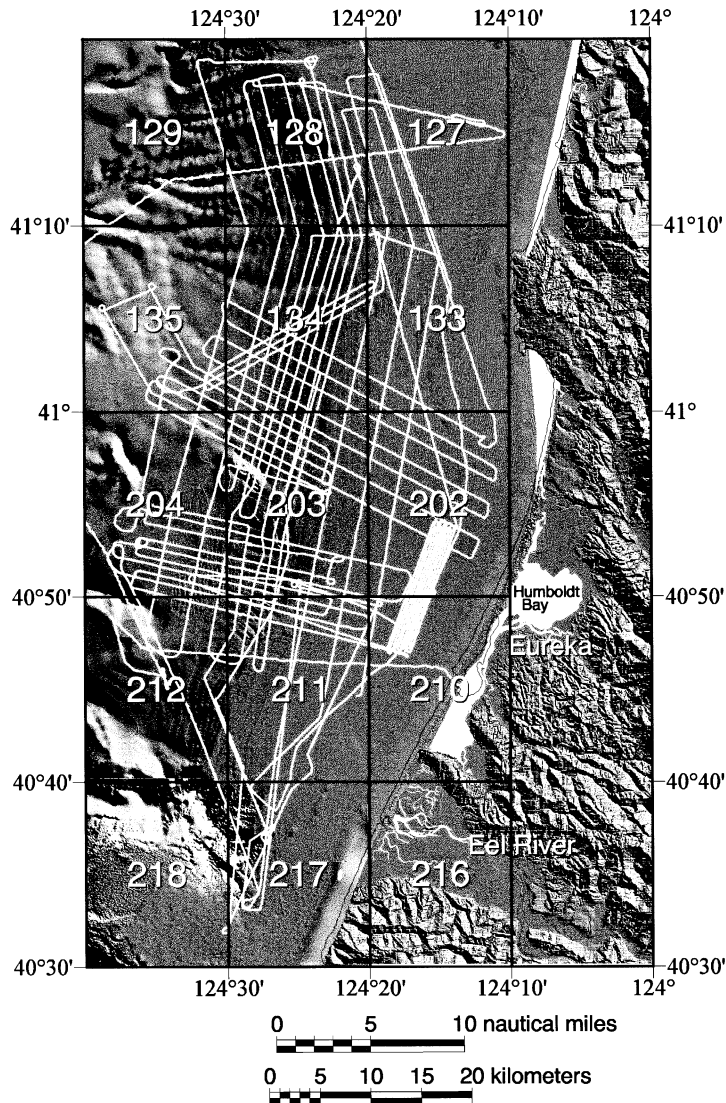 124°30' 124°20' 124°10' 124°
129 128 127
41°10' 41°10'
135 134 133
41° 41°
204 203 202
40°50' 40°50'
Humboldt
Bay
Eureka
212 211 210
40°40' 40°40'
Eel River
218 217 216
40°30' 40°30'
124°30' 124°20' 124°10' 124°
0 5 10 nautical miles
0 5 10 15 20 kilometers